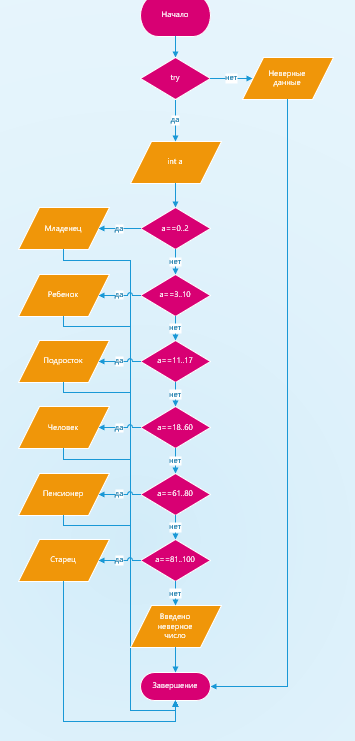 Начало
try
нет
Неверные
данные
да
int a
Младенец
да
a==0..2
нет
Ребенок
да
a==3..10
нет
Подросток
да
a==11..17
нет
Человек
да
a==18..60
нет
Пенсионер
да
a==61..80
нет
Старец
да
a==81..100
нет
Введено
неверное
число
Завершение